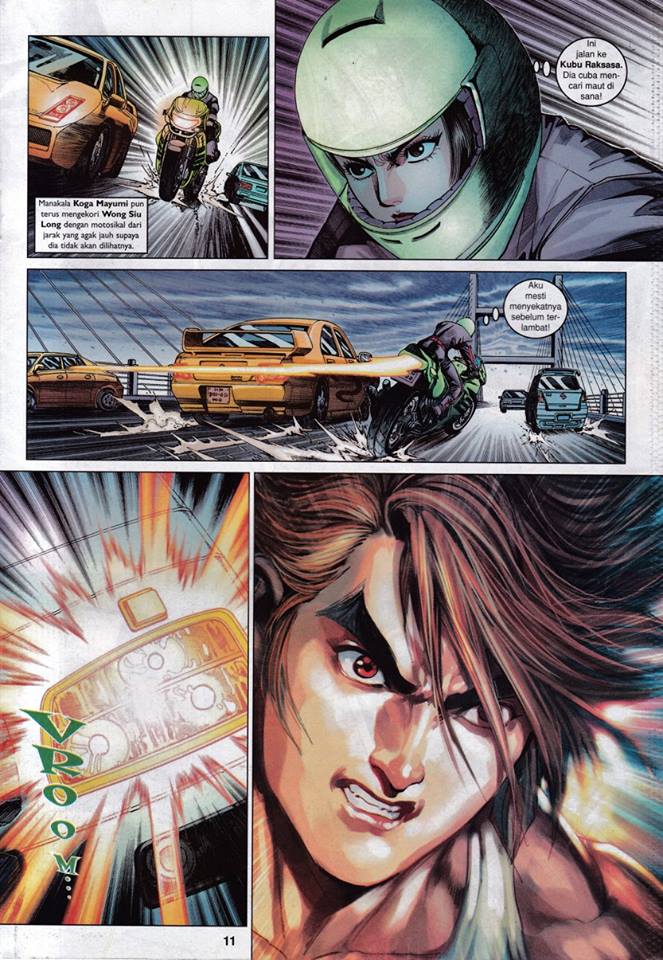 Manakala Koga Mayumi pun
terus mengekori Wong Siu
Long dengan motosikal dari
jarak yang agak jauh supaya
dia tidak akan dilihatnya.
Ini
jalan ke
Kubu Raksasa.
Dia cuba men-
cari maut di
sana!
Aku
mesti
menyekatnya
sebelum ter-
lambat!
VROOM...
11